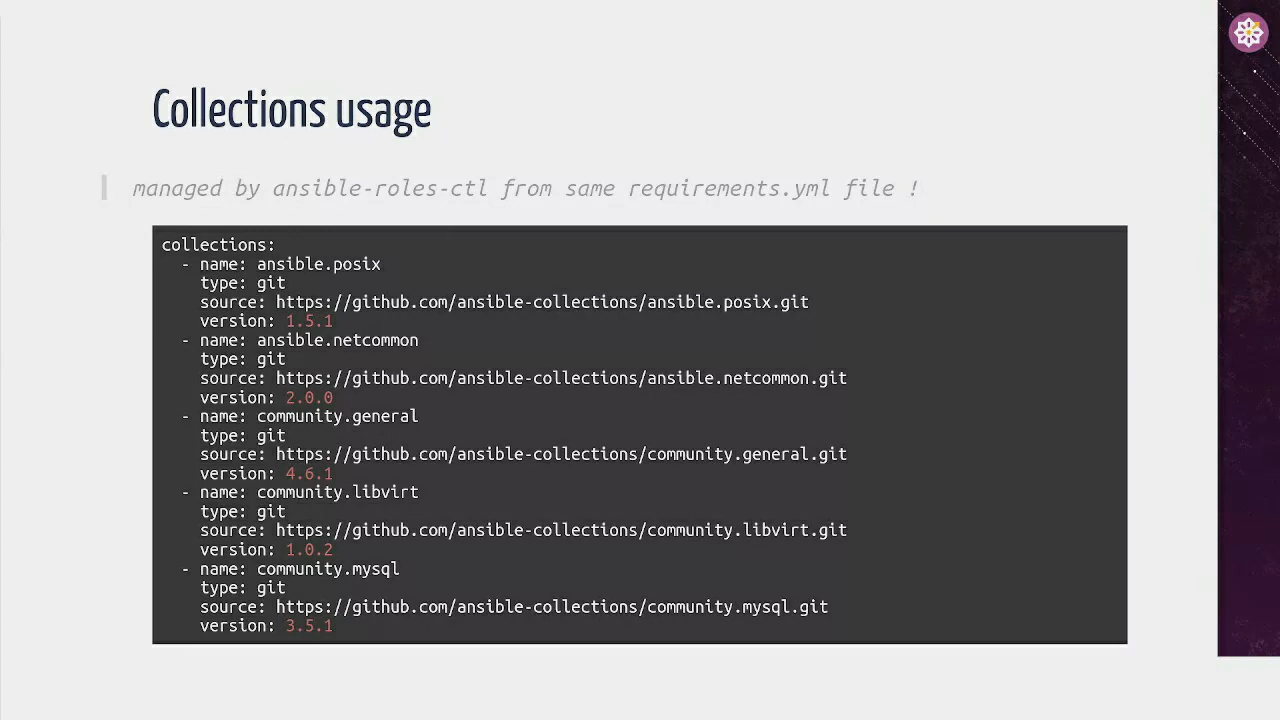 Collections usage
managed by ansible-roles-ctl from same requirements.yml file !
collections:
  - name: ansible.posix
    type: git
    source: https://github.com/ansible-collections/ansible.posix.git
    version: 1.5.1
  - name: ansible.netcommon
    type: git
    source: https://github.com/ansible-collections/ansible.netcommon.git
    version: 2.0.0
  - name: community.general
    type: git
    source: https://github.com/ansible-collections/community.general.git
    version: 4.6.1
  - name: community.libvirt
    type: git
    source: https://github.com/ansible-collections/community.libvirt.git
    version: 1.0.2
  - name: community.mysql
    type: git
    source: https://github.com/ansible-collections/community.mysql.git
    version: 3.5.1